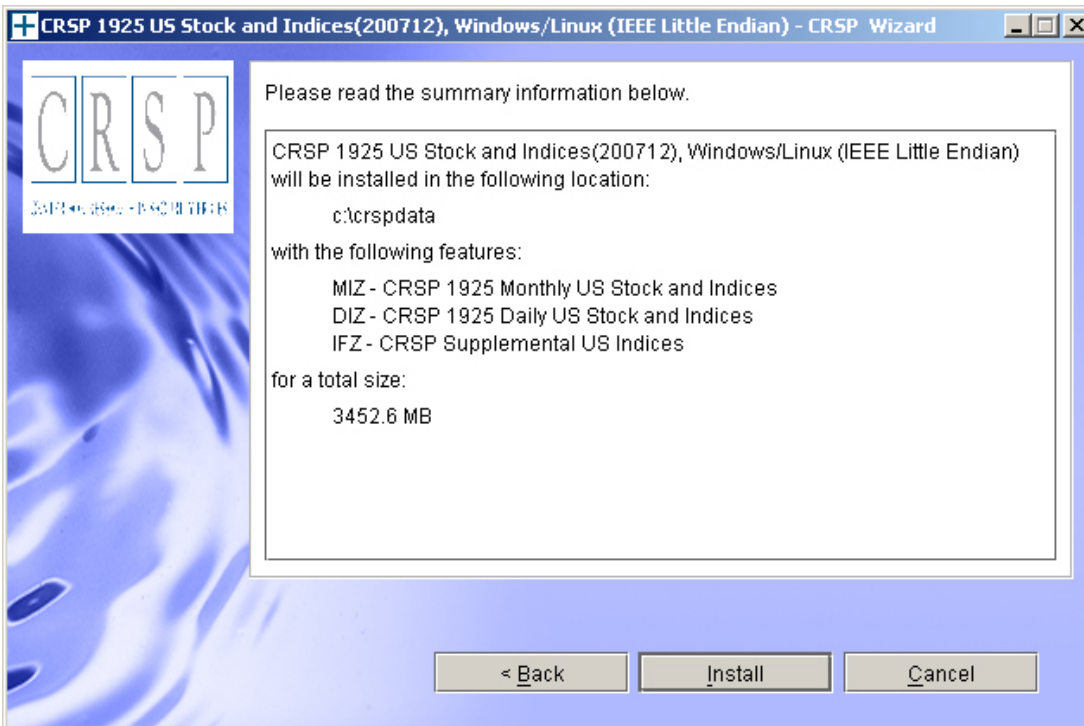 CRSP 1925 US Stock and Indices(200712), Windows/Linux (IEEE Little Endian) - CRSP Wizard
CRSP
Please read the summary information below.
CRSP 1925 US Stock and Indices(200712), Windows/Linux (IEEE Little Endian)
will be installed in the following location:
c:\crspdata
with the following features:
MIZ - CRSP 1925 Monthly US Stock and Indices
DIZ - CRSP 1925 Daily US Stock and Indices
IFZ - CRSP Supplemental US Indices
for a total size:
3452.6 MB
< Back
Install
Cancel